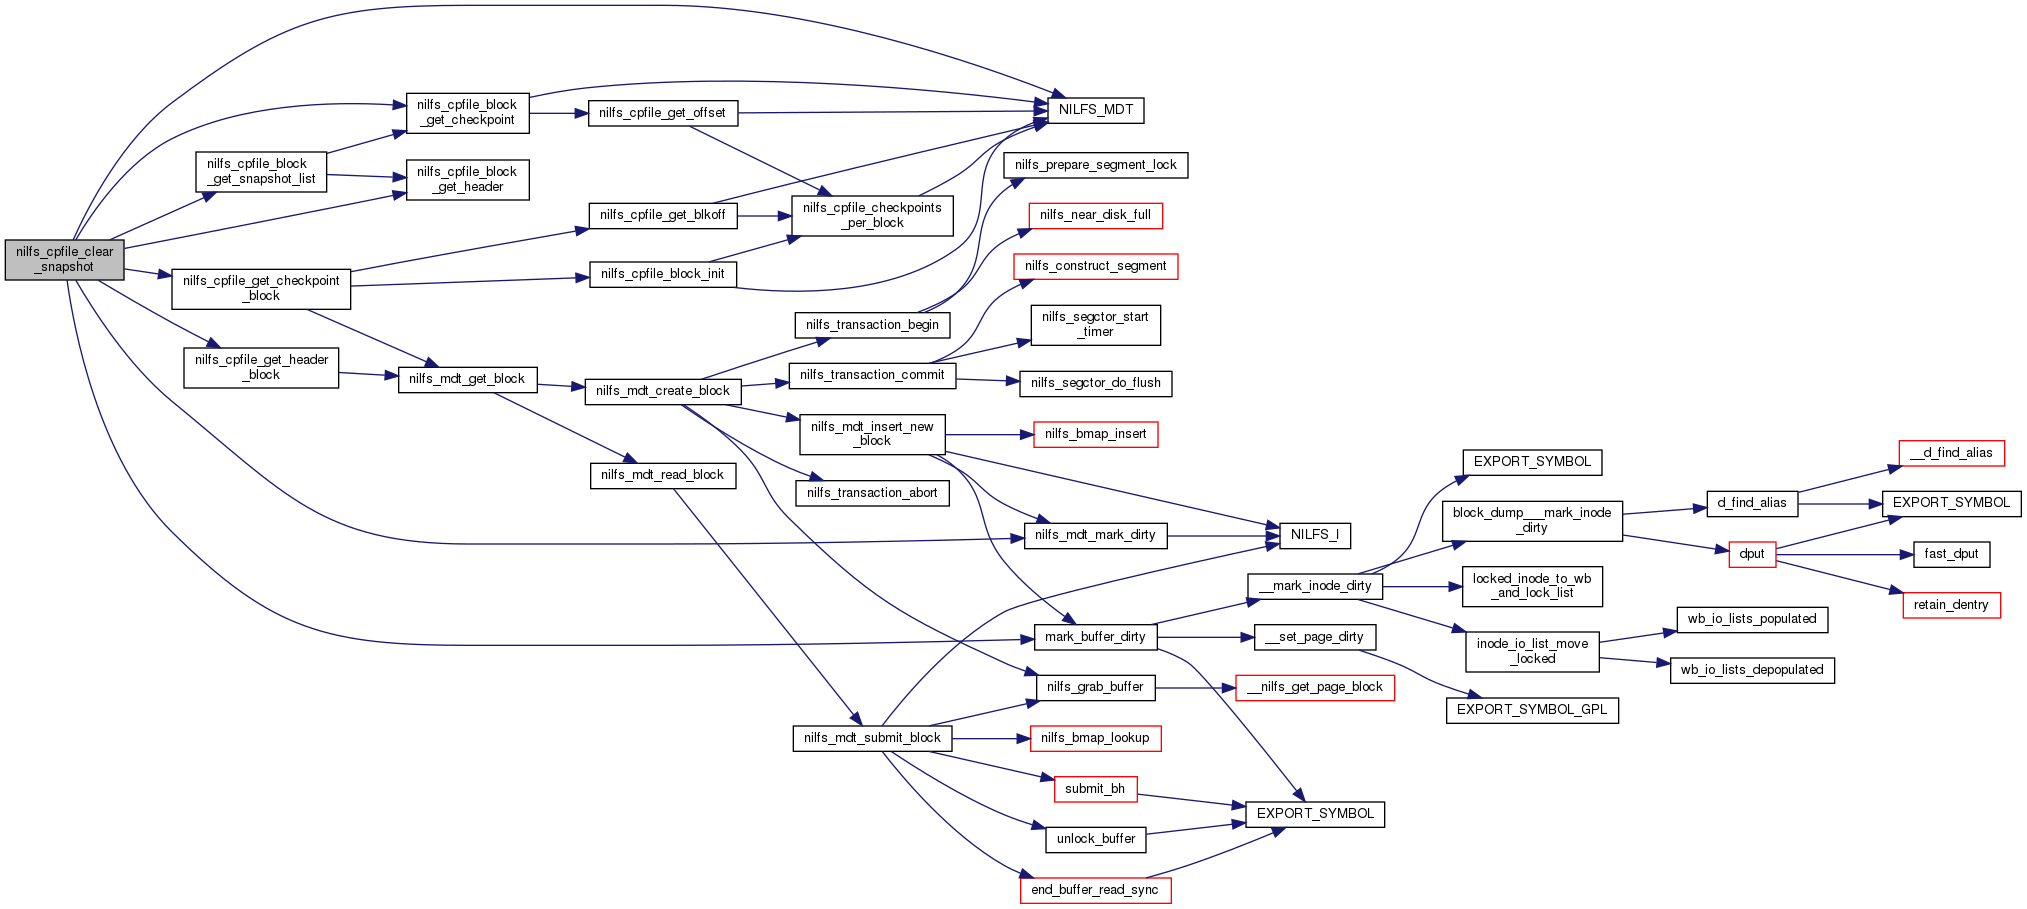 nilfs_cpfile_clear
_snapshot
nilfs_cpfile_block
_get_snapshot_list
nilfs_cpfile_get_checkpoint
_block
nilfs_cpfile_get_header
_block
nilfs_cpfile_block
_get_checkpoint
nilfs_cpfile_block
_get_header
nilfs_mdt_get_block
nilfs_cpfile_get_offset
nilfs_cpfile_get_blkoff
nilfs_cpfile_block_init
nilfs_mdt_create_block
nilfs_mdt_read_block
nilfs_cpfile_checkpoints
_per_block
nilfs_transaction_begin
nilfs_transaction_commit
nilfs_mdt_insert_new
_block
nilfs_transaction_abort
nilfs_mdt_submit_block
NILFS_MDT
nilfs_prepare_segment_lock
nilfs_near_disk_full
nilfs_construct_segment
nilfs_segctor_start
_timer
nilfs_segctor_do_flush
nilfs_bmap_insert
nilfs_mdt_mark_dirty
mark_buffer_dirty
nilfs_grab_buffer
nilfs_bmap_lookup
submit_bh
unlock_buffer
end_buffer_read_sync
NILFS_I
__mark_inode_dirty
__set_page_dirty
__nilfs_get_page_block
EXPORT_SYMBOL
EXPORT_SYMBOL
block_dump___mark_inode
_dirty
locked_inode_to_wb
_and_lock_list
inode_io_list_move
_locked
EXPORT_SYMBOL_GPL
d_find_alias
dput
wb_io_lists_populated
wb_io_lists_depopulated
__d_find_alias
EXPORT_SYMBOL
fast_dput
retain_dentry